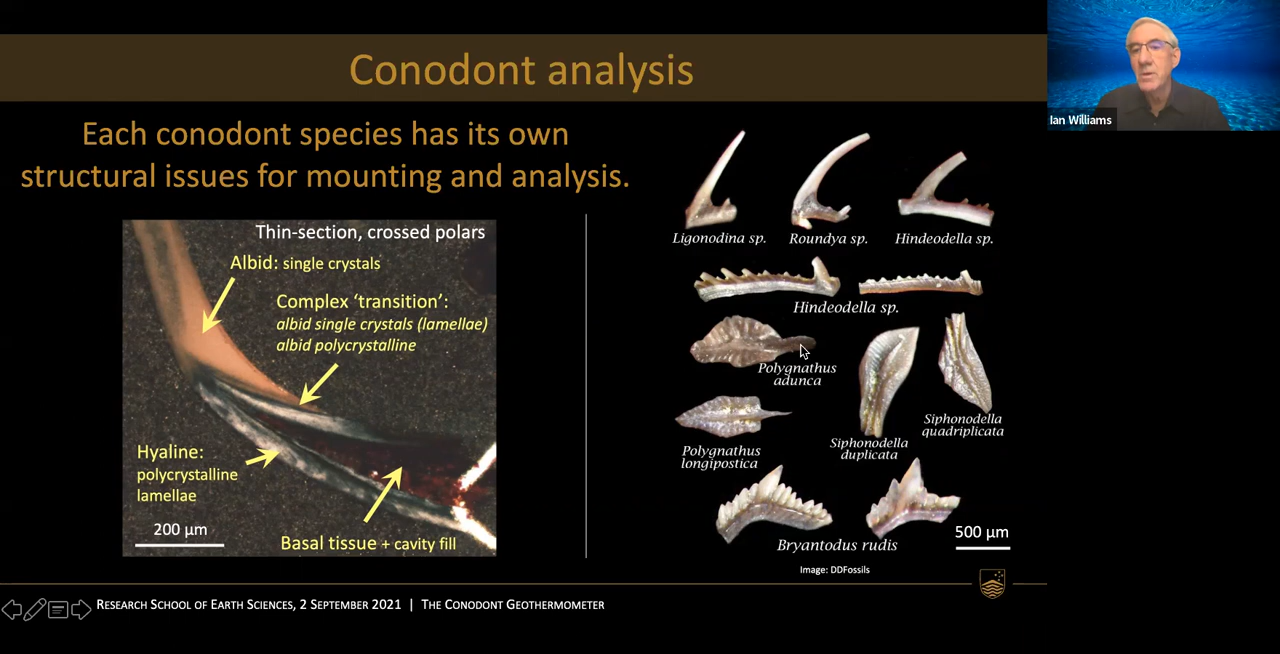 Conodont analysis
Ian Williams
Each conodont species has its own
structural issues for mounting and analysis.
Thin-section, crossed polars
Albid: single crystals
Complex ‘transition’:
albid single crystals (lamellae)
albid polycrystalline
Hyaline:
polycrystalline
lamellae
200 µm
Basal tissue + cavity fill
Ligonodina sp.
Roundya sp.
Hindeodella sp.
Hindeodella sp.
Polygnathus
adunca
Siphonodella
quadriplicata
Siphonodella
duplicata
Polygnathus
longipostica
Bryantodus rudis
500 µm
Image: DDFossils
RESEARCH SCHOOL OF EARTH SCIENCES, 2 SEPTEMBER 2021 | THE CONODONT GEOTHERMOMETER